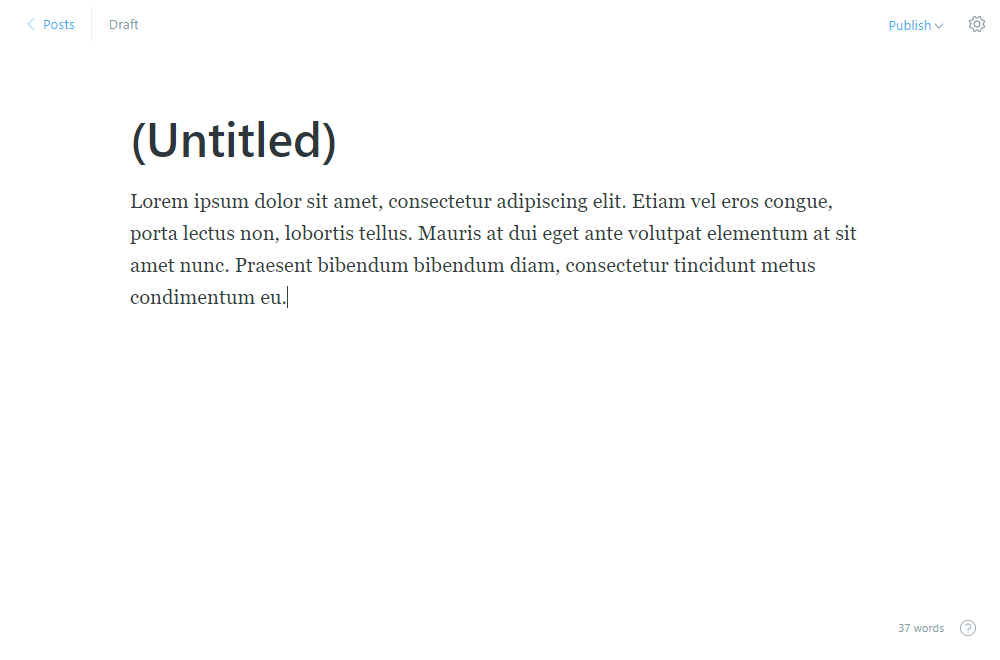 Posts
Draft
Publish
(Untitled)
Lorem ipsum dolor sit amet, consectetur adipiscing elit. Etiam vel eros congue,
porta lectus non, lobortis tellus. Mauris at dui eget ante volutpat elementum at sit
amet nunc. Praesent bibendum bibendum diam, consectetur tincidunt metus
condimentum eu.
37 words
?